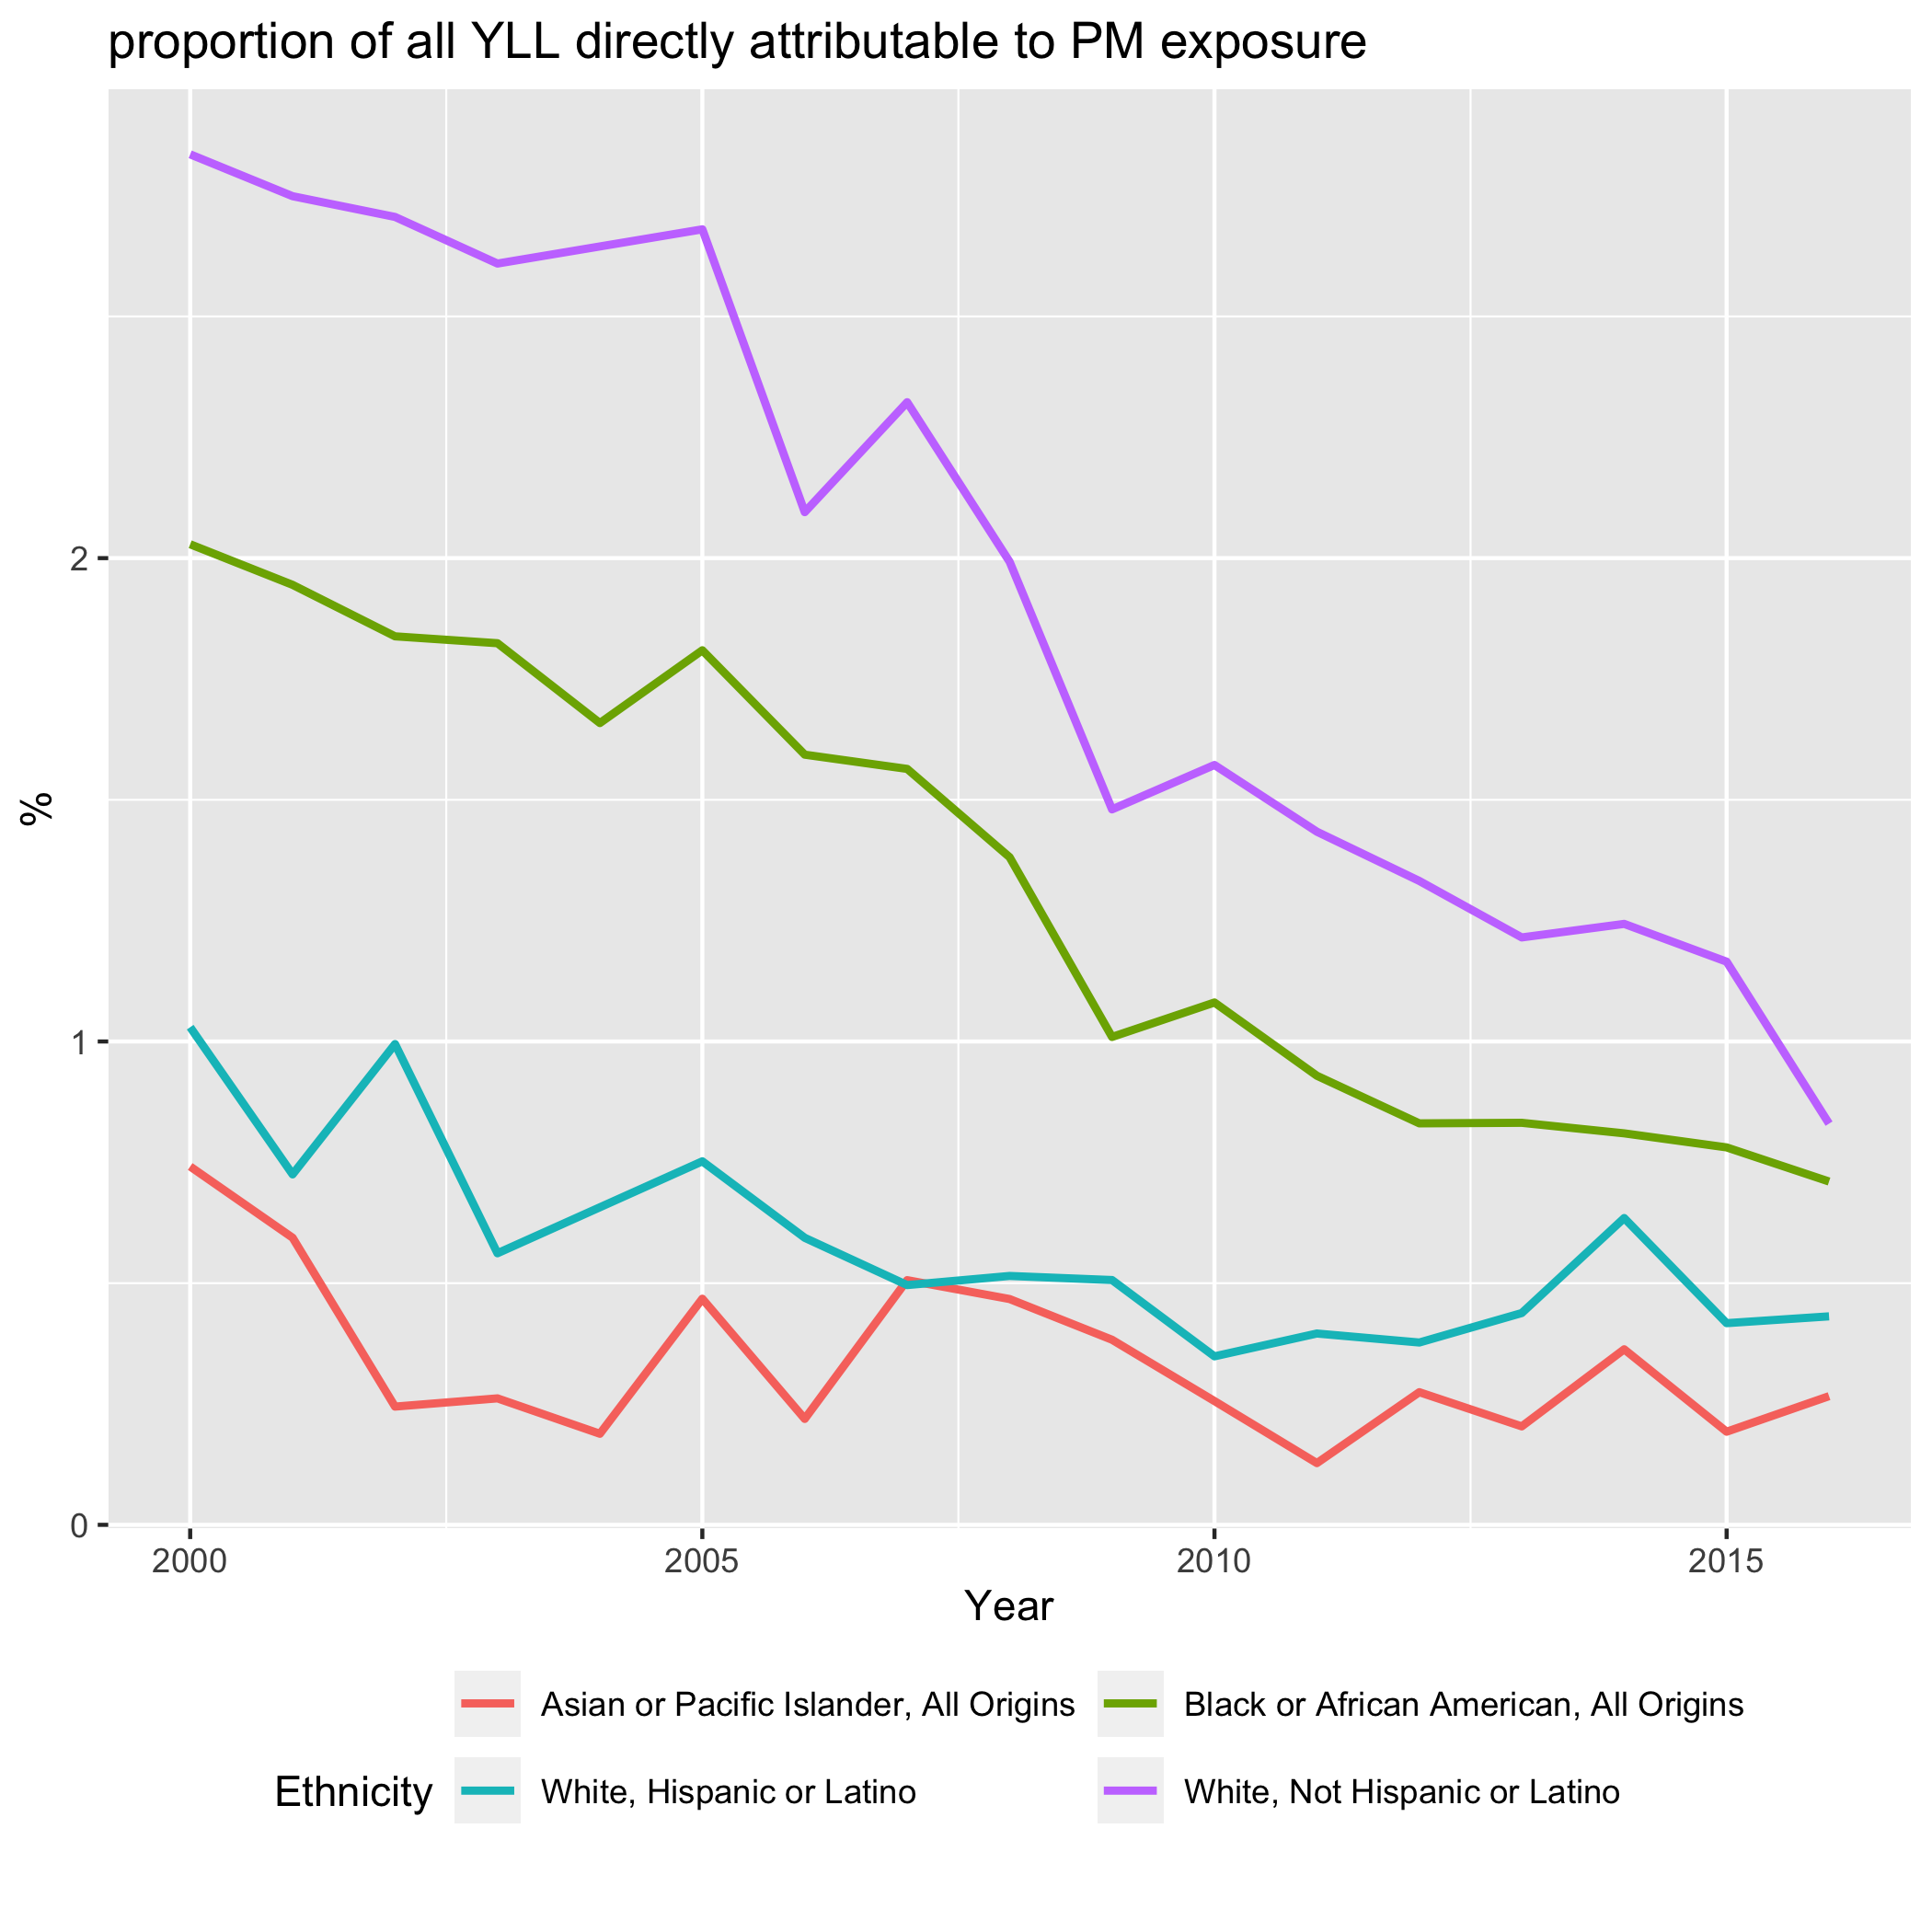 proportion of all YLL directly attributable to PM exposure
%
2
1
0
2000 2005 2010 2015
Year
Ethnicity
Asian or Pacific Islander, All Origins
Black or African American, All Origins
White, Hispanic or Latino
White, Not Hispanic or Latino